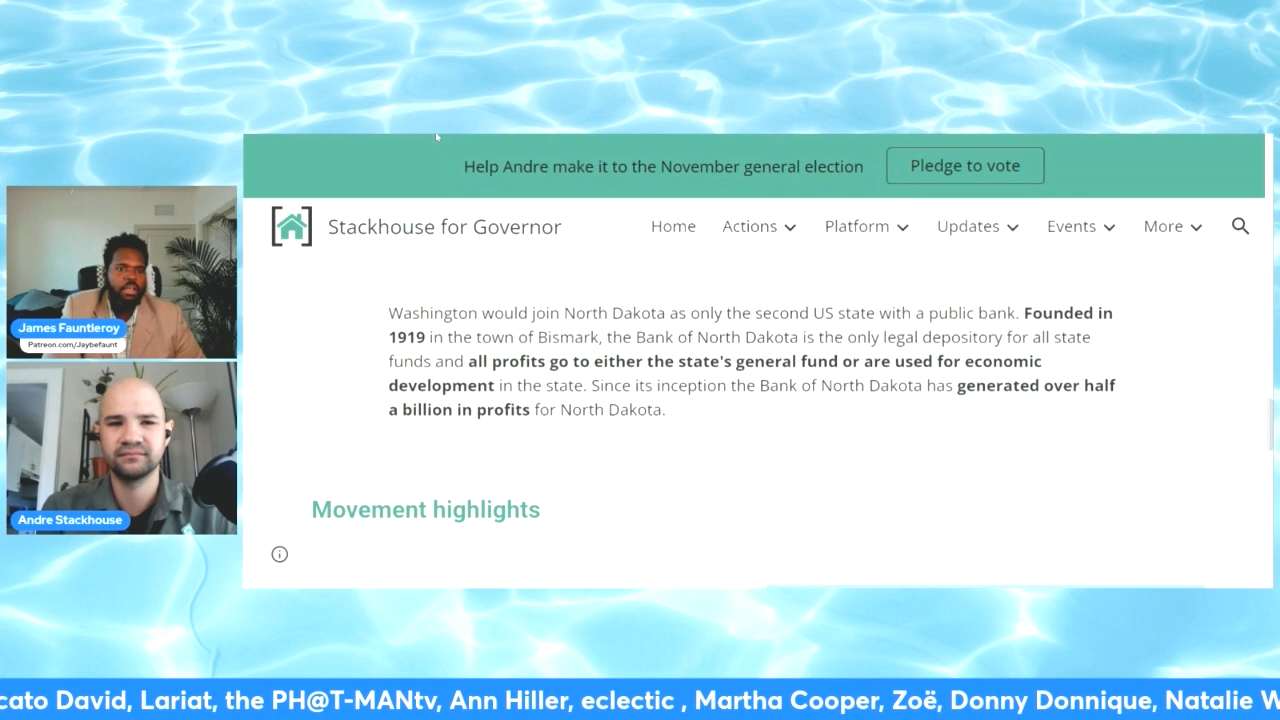 Help Andre make it to the November general election
Pledge to vote
Stackhouse for Governor
Home
Actions
Platform
Updates
Events
More
Washington would join North Dakota as only the second US state with a public bank. Founded in
1919 in the town of Bismark, the Bank of North Dakota is the only legal depository for all state
funds and all profits go to either the state's general fund or are used for economic
development in the state. Since its inception the Bank of North Dakota has generated over half
a billion in profits for North Dakota.
Movement highlights
James Fauntleroy
Patreon.com/Jaybefaunt
Andre Stackhouse
cato David, Lariat, the PH@T-MANtv, Ann Hiller, eclectic , Martha Cooper, Zoë, Donny Donnique, Natalie W